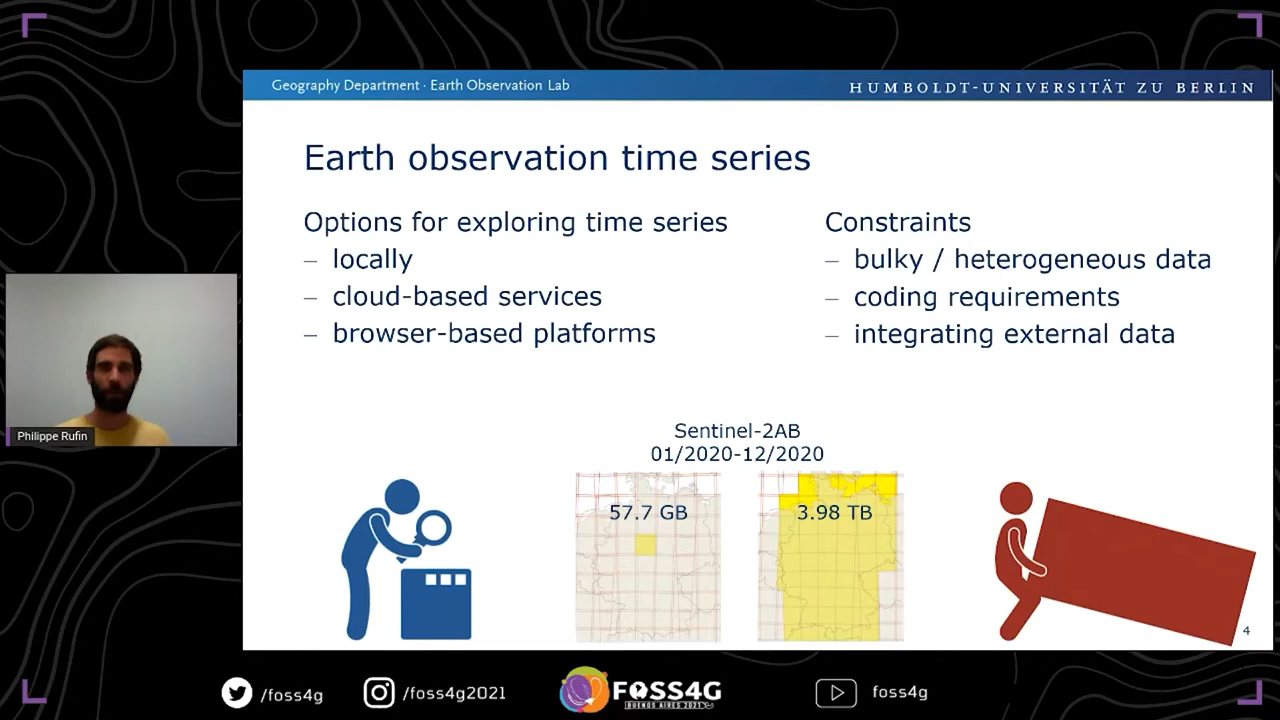 Geography Department · Earth Observation Lab
HUMBOLDT-UNIVERSITÄT ZU BERLIN
Earth observation time series
Options for exploring time series
– locally
– cloud-based services
– browser-based platforms
Constraints
– bulky / heterogeneous data
– coding requirements
– integrating external data
Sentinel-2AB
01/2020-12/2020
57.7 GB
3.98 TB
4
Philippe Rufin
/foss4g
/foss4g2021
FOSS4G
BUENOS AIRES 2021
foss4g